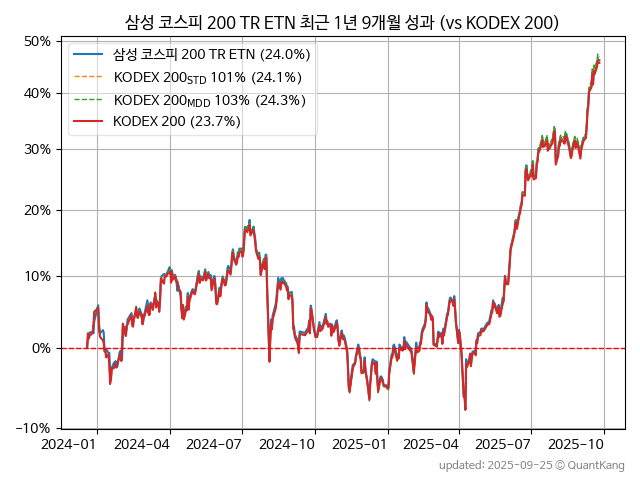 삼성 코스피 200 TR ETN 최근 1년 9개월 성과 (vs KODEX 200)
50%
40%
30%
20%
10%
0%
−10%
삼성 코스피 200 TR ETN (24.0%)
KODEX 200STD 101% (24.1%)
KODEX 200MDD 103% (24.3%)
KODEX 200 (23.7%)
2024-01 2024-04 2024-07 2024-10 2025-01 2025-04 2025-07 2025-10
updated: 2025-09-25 © QuantKang